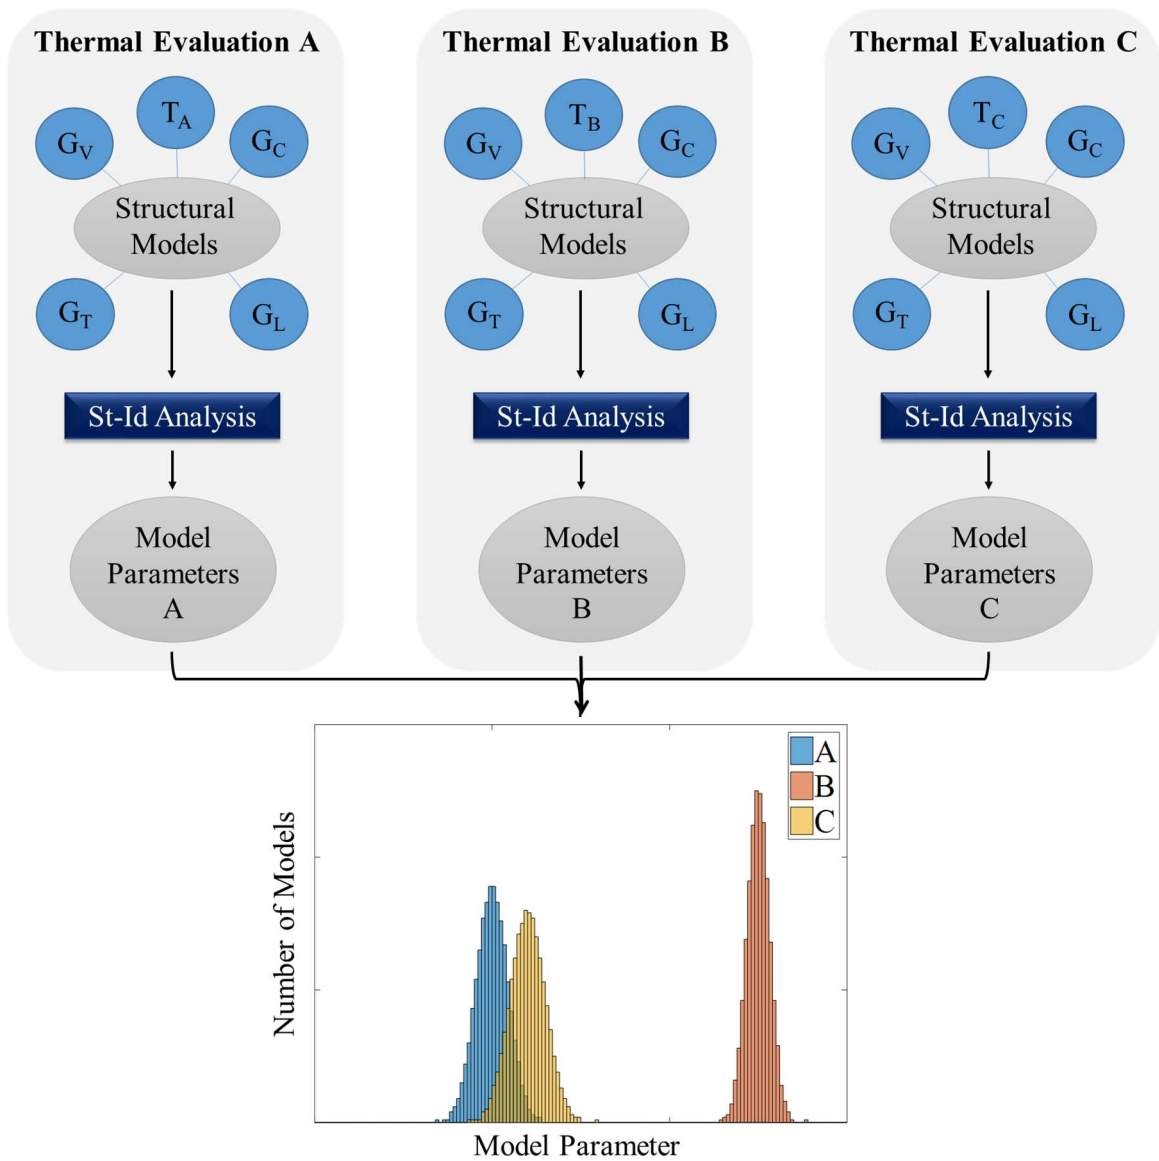 Thermal Evaluation A
T_A
G_V
G_C
Structural
Models
G_T
G_L
St-Id Analysis
Model
Parameters
A
Thermal Evaluation B
T_B
G_V
G_C
Structural
Models
G_T
G_L
St-Id Analysis
Model
Parameters
B
Thermal Evaluation C
T_C
G_V
G_C
Structural
Models
G_T
G_L
St-Id Analysis
Model
Parameters
C
A
B
C
Number of Models
Model Parameter